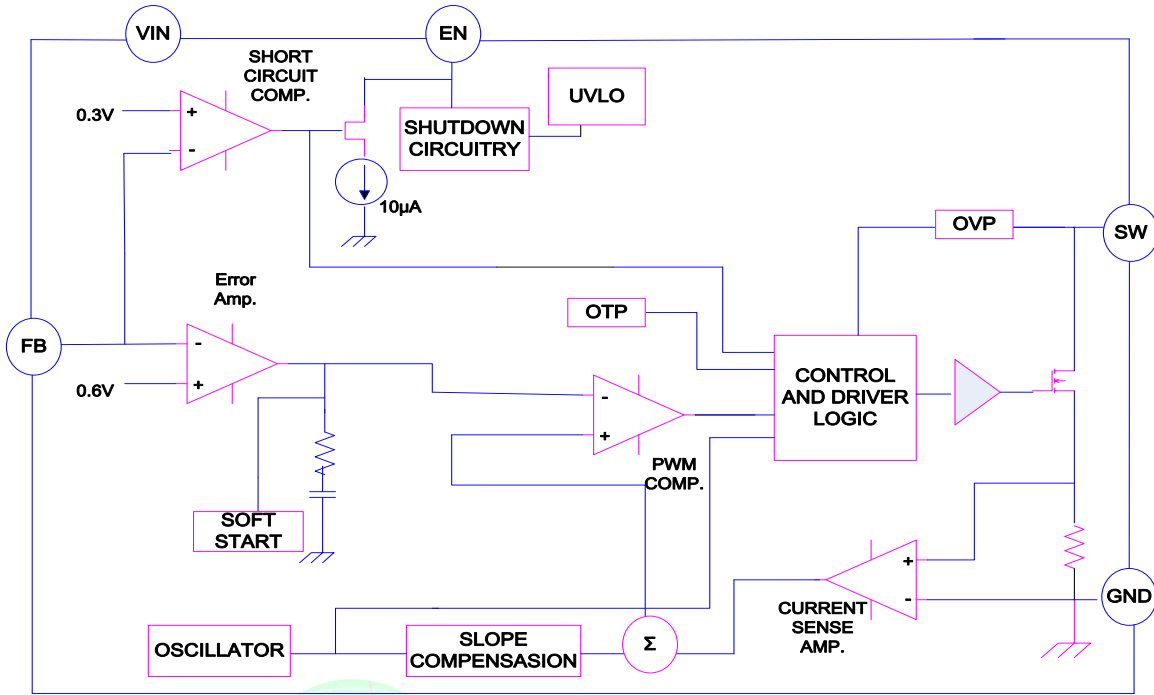 VIN
EN
SHORT
CIRCUIT
COMP.
0.3V
+
-
UVLO
SHUTDOWN
CIRCUITRY
10µA
OVP
SW
Error
Amp.
OTP
FB
-
+
0.6V
CONTROL
AND DRIVER
LOGIC
-
+
PWM
COMP.
SOFT
START
+
-
CURRENT
SENSE
AMP.
GND
OSCILLATOR
SLOPE
COMPENSASION
Σ